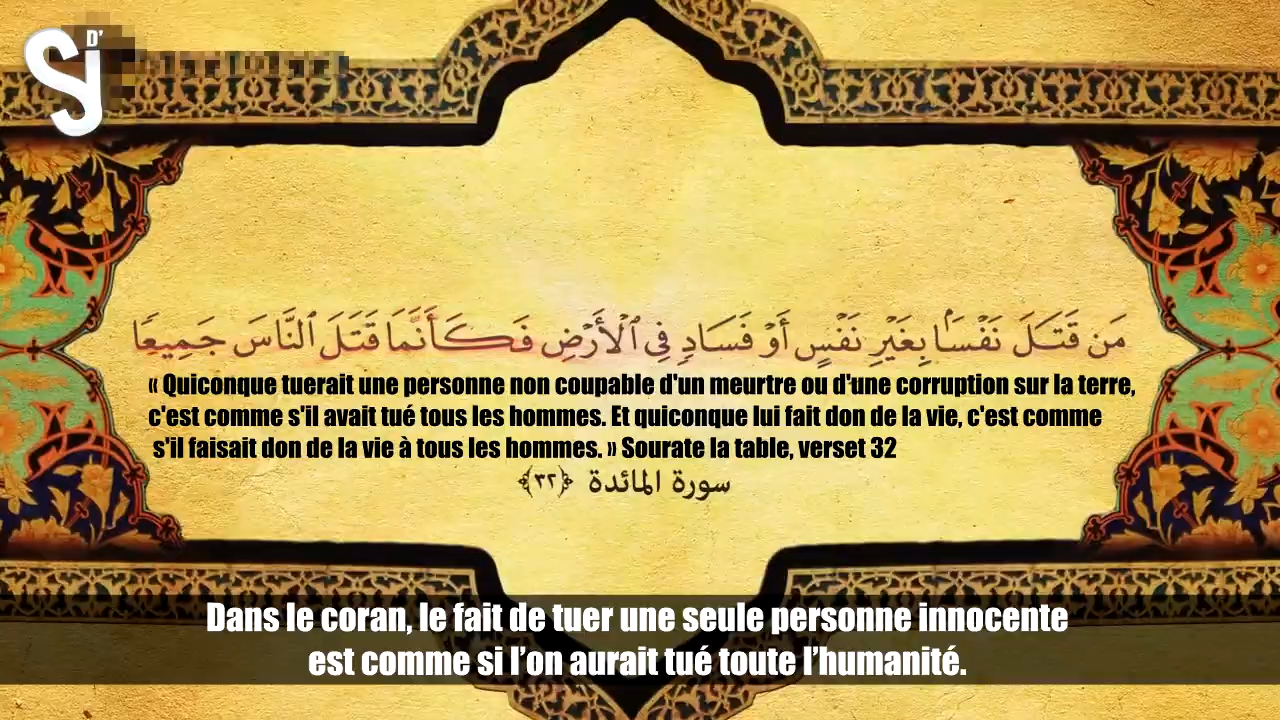 D'
SJ
مَن قَتَلَ نَفْسًا بِغَيْرِ نَفْسٍ أَوْ فَسَادٍ فِي ٱلْأَرْضِ فَكَأَنَّمَا قَتَلَ ٱلنَّاسَ جَمِيعًا
« Quiconque tuerait une personne non coupable d'un meurtre ou d'une corruption sur la terre,
c'est comme s'il avait tué tous les hommes. Et quiconque lui fait don de la vie, c'est comme
s'il faisait don de la vie à tous les hommes. » Sourate la table, verset 32
سورة المائدة ﴿٣٢﴾
Dans le coran, le fait de tuer une seule personne innocente
est comme si l’on aurait tué toute l’humanité.